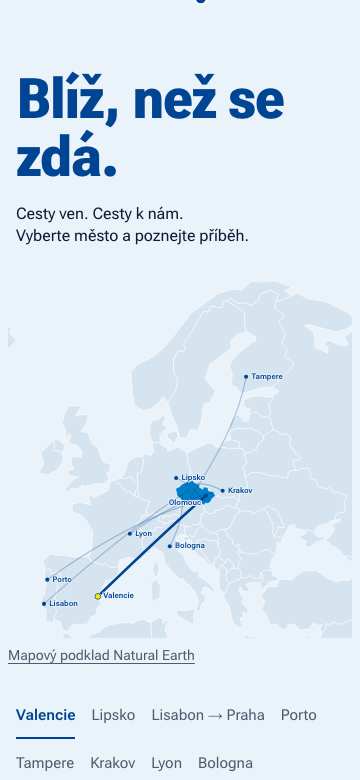 Blíž, než se
zdá.
Cesty ven. Cesty k nám.
Vyberte město a poznejte příběh.
Tampere
Lipsko
Krakov
Olomouc
Lyon
Bologna
Porto
Valencie
Lisabon
Mapový podklad Natural Earth
Valencie Lipsko Lisabon → Praha Porto
Tampere Krakov Lyon Bologna